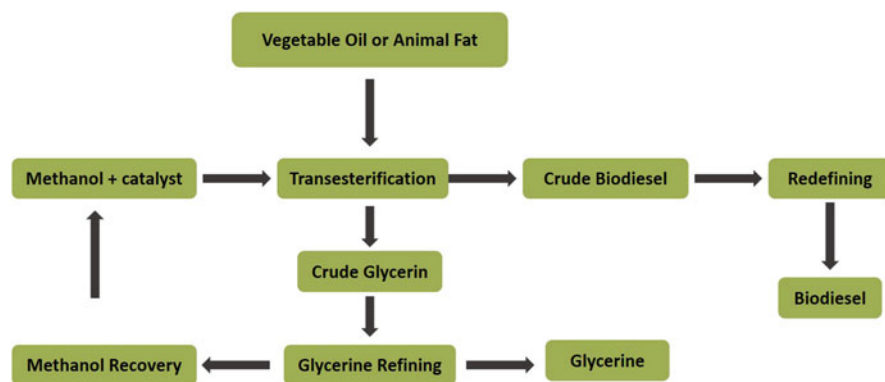 Vegetable Oil or Animal Fat
Methanol + catalyst
Transesterification
Crude Biodiesel
Redefining
Crude Glycerin
Biodiesel
Methanol Recovery
Glycerine Refining
Glycerine